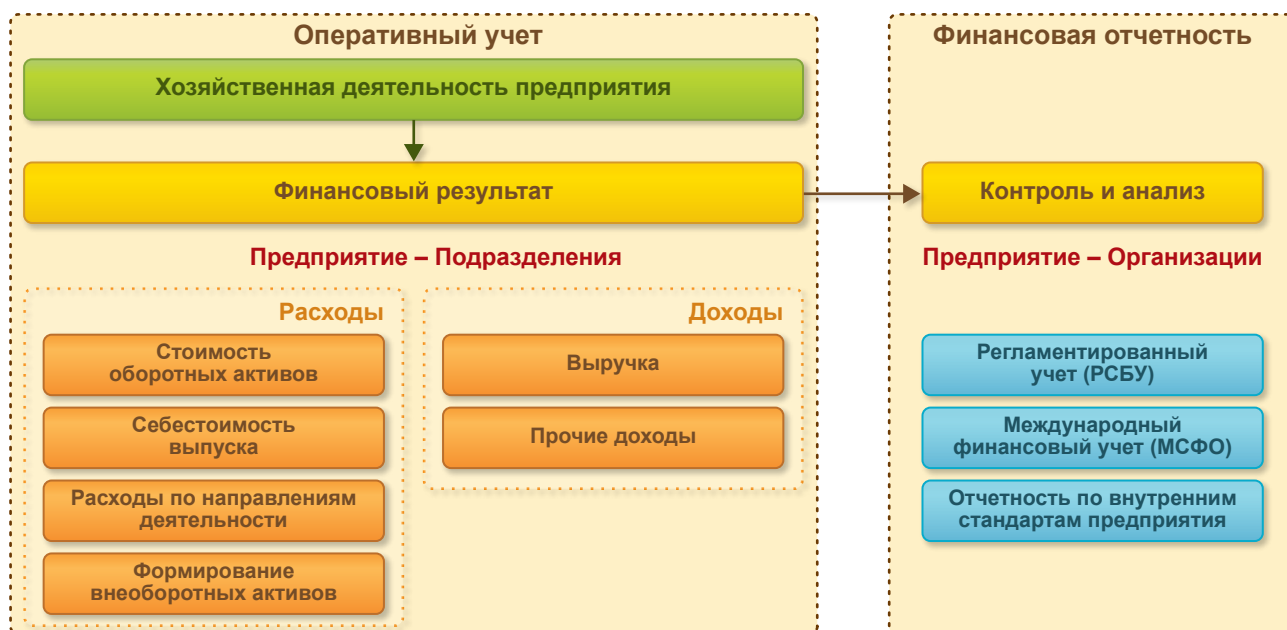 Оперативный учет
Хозяйственная деятельность предприятия
Финансовый результат
Предприятие – Подразделения
Расходы
Стоимость
оборотных активов
Себестоимость
выпуска
Расходы по направлениям
деятельности
Формирование
внеоборотных активов
Доходы
Выручка
Прочие доходы
Финансовая отчетность
Контроль и анализ
Предприятие – Организации
Регламентированный
учет (РСБУ)
Международный
финансовый учет (МСФО)
Отчетность по внутренним
стандартам предприятия